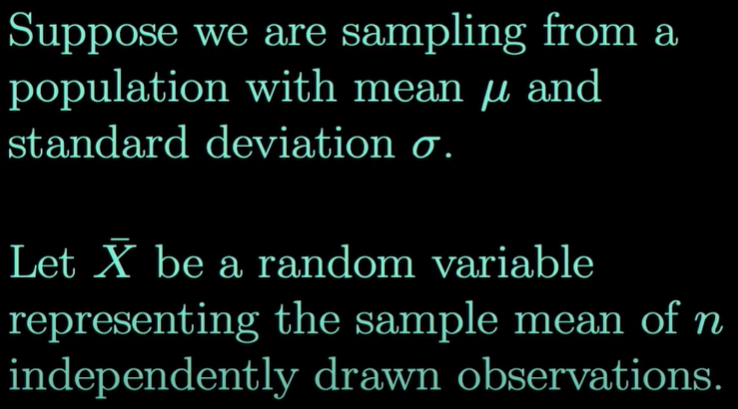 Suppose we are sampling from a
population with mean μ and
standard deviation σ.
Let X̄ be a random variable
representing the sample mean of n
independently drawn observations.